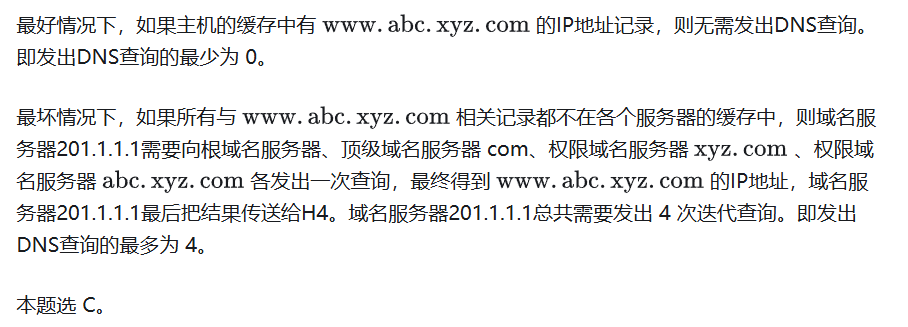 最好情况下，如果主机的缓存中有 www.abc.xyz.com 的IP地址记录，则无需发出DNS查询。
即发出DNS查询的最少为 0。
最坏情况下，如果所有与 www.abc.xyz.com 相关记录都不在各个服务器的缓存中，则域名服
务器201.1.1.1需要向根域名服务器、顶级域名服务器 com、权限域名服务器 xyz.com 、权限域
名服务器 abc.xyz.com 各发出一次查询，最终得到 www.abc.xyz.com 的IP地址，域名服
务器201.1.1.1最后把结果传送给H4。域名服务器201.1.1.1总共需要发出 4 次迭代查询。即发出
DNS查询的最多为 4。
本题选 C。